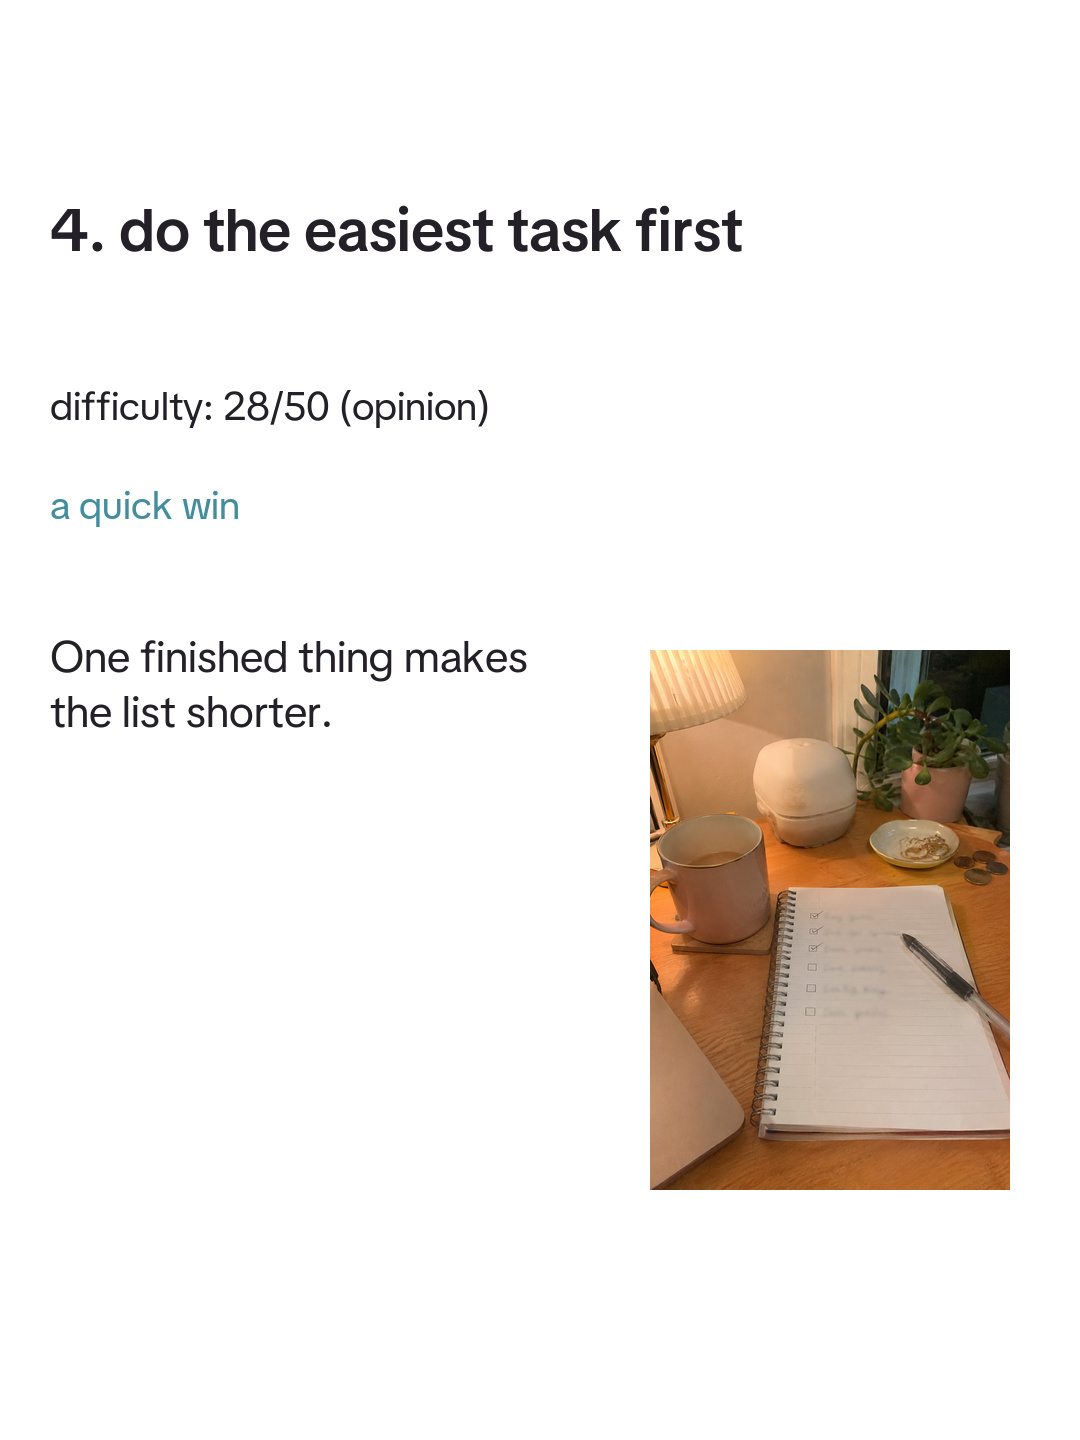 4. do the easiest task first
difficulty: 28/50 (opinion)
a quick win
One finished thing makes
the list shorter.